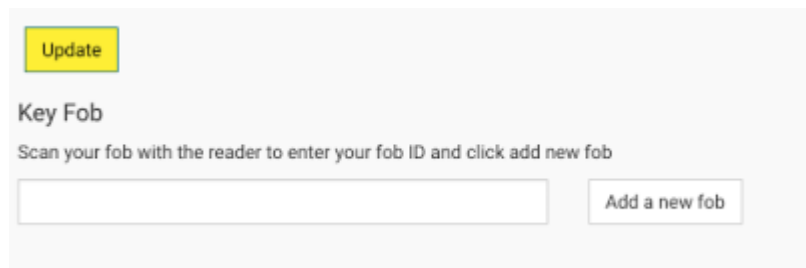 Update
Key Fob
Scan your fob with the reader to enter your fob ID and click add new fob
Add a new fob